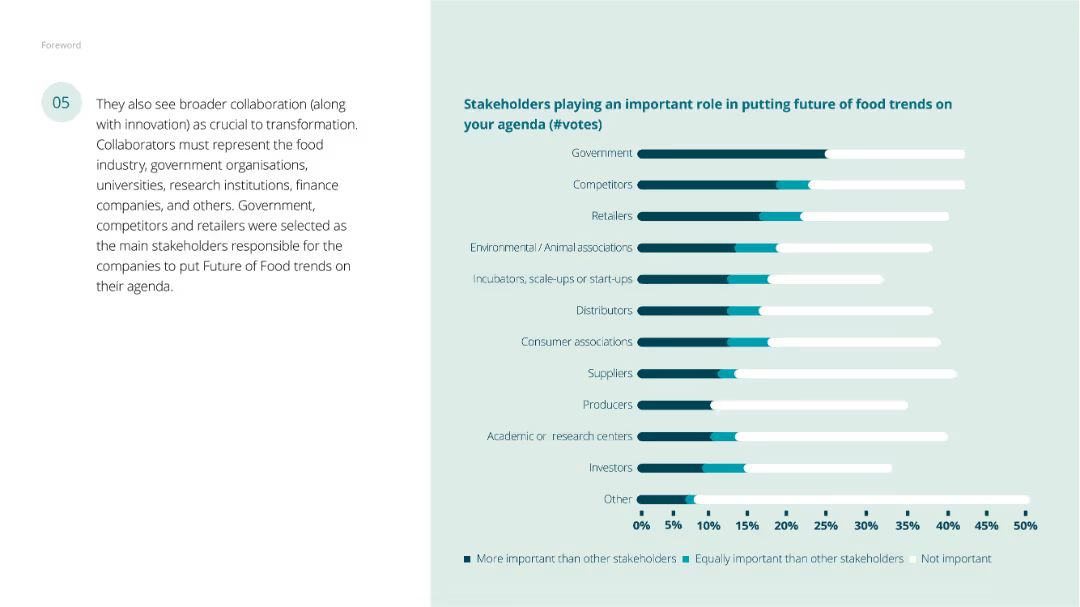 Foreword
05
They also see broader collaboration (along
with innovation) as crucial to transformation.
Collaborators must represent the food
industry, government organisations,
universities, research institutions, finance
companies, and others. Government,
competitors and retailers were selected as
the main stakeholders responsible for the
companies to put Future of Food trends on
their agenda.
Stakeholders playing an important role in putting future of food trends on
your agenda (#votes)
Government
Competitors
Retailers
Environmental / Animal associations
Incubators, scale-ups or start-ups
Distributors
Consumer associations
Suppliers
Producers
Academic or research centers
Investors
Other
0% 5% 10% 15% 20% 25% 30% 35% 40% 45% 50%
More important than other stakeholders Equally important than other stakeholders Not important